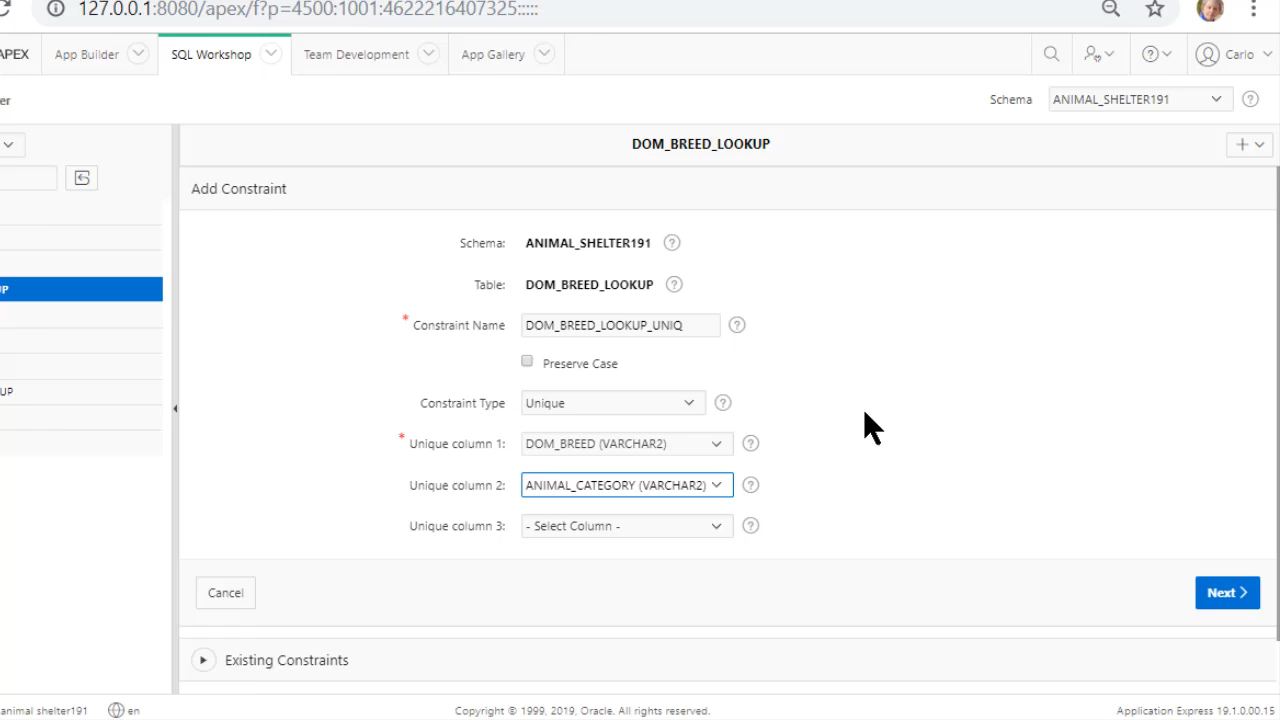 127.0.0.1:8080/apex/f?p=4500:1001:4622216407325:::::
APEX App Builder SQL Workshop Team Development App Gallery Carlo
er
Schema ANIMAL_SHELTER191
DOM_BREED_LOOKUP
Add Constraint
Schema: ANIMAL_SHELTER191
Table: DOM_BREED_LOOKUP
* Constraint Name DOM_BREED_LOOKUP_UNIQ
Preserve Case
Constraint Type Unique
* Unique column 1: DOM_BREED (VARCHAR2)
Unique column 2: ANIMAL_CATEGORY (VARCHAR2)
Unique column 3: - Select Column -
UP
UP
Cancel Next
Existing Constraints
animal shelter191 en Copyright © 1999, 2019, Oracle. All rights reserved. Application Express 19.1.0.00.15